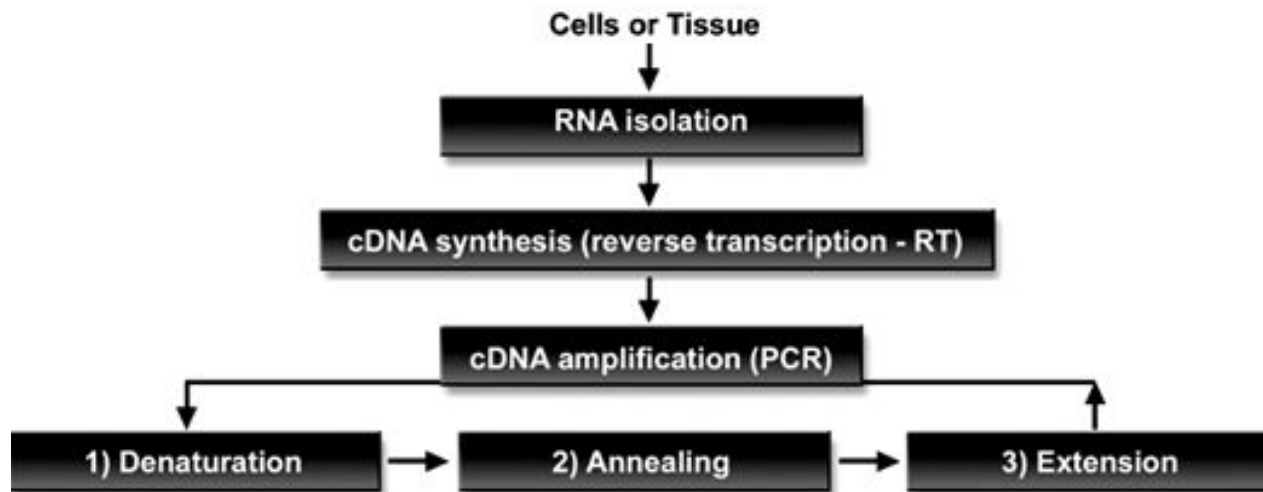 Cells or Tissue
RNA isolation
cDNA synthesis (reverse transcription - RT)
cDNA amplification (PCR)
1) Denaturation
2) Annealing
3) Extension